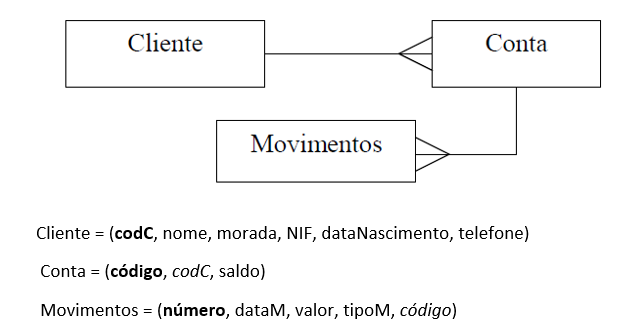 Cliente
Conta
Movimentos
Cliente = (codC, nome, morada, NIF, dataNascimento, telefone)
Conta = (código, codC, saldo)
Movimentos = (número, dataM, valor, tipoM, código)